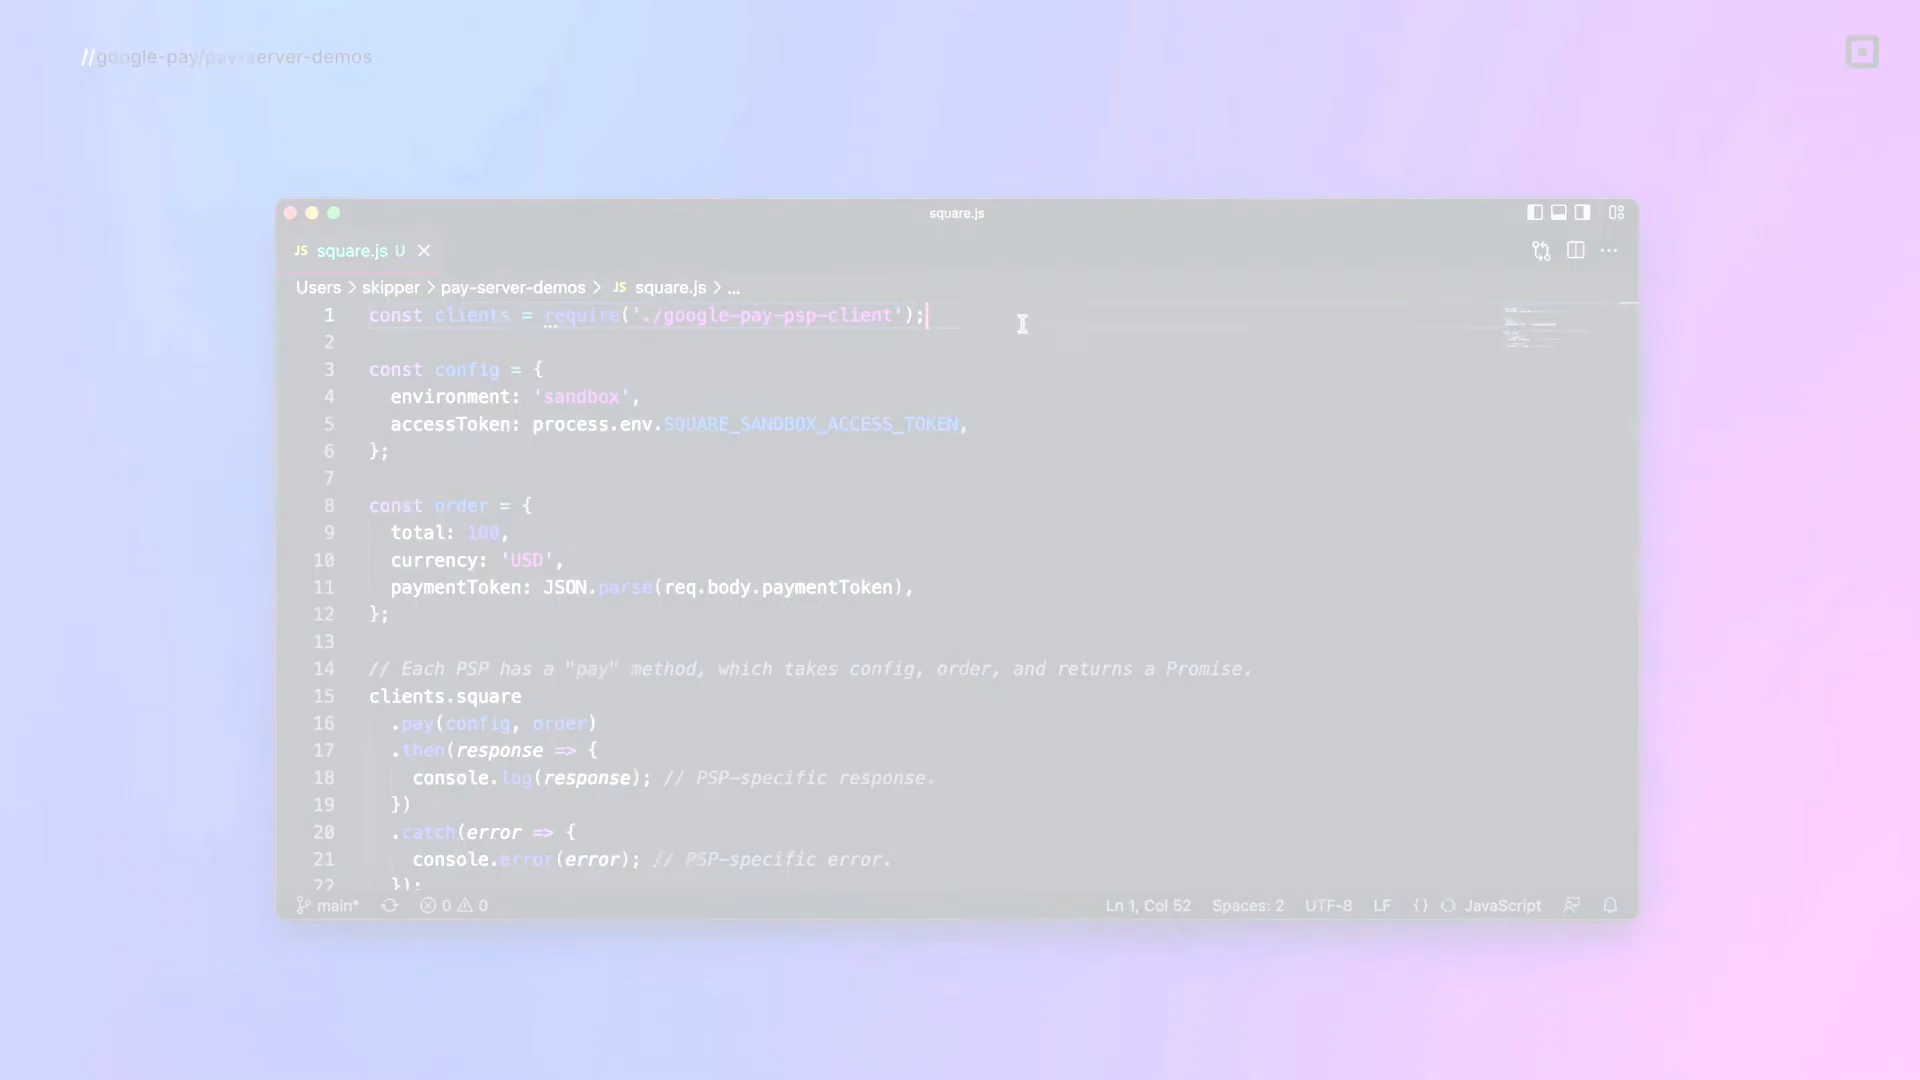 //google-pay/pay-server-demos
square.js
JS square.js U
Users > skipper > pay-server-demos > JS square.js > ...
1 const clients = require('./google-pay-psp-client');
2
3 const config = {
4 environment: 'sandbox',
5 accessToken: process.env.SQUARE_SANDBOX_ACCESS_TOKEN,
6 };
7
8 const order = {
9 total: 100,
10 currency: 'USD',
11 paymentToken: JSON.parse(req.body.paymentToken),
12 };
13
14 // Each PSP has a "pay" method, which takes config, order, and returns a Promise.
15 clients.square
16 .pay(config, order)
17 .then(response => {
18 console.log(response); // PSP-specific response.
19 })
20 .catch(error => {
21 console.error(error); // PSP-specific error.
22 });
main* 0 0 Ln 1, Col 52 Spaces: 2 UTF-8 LF {} JavaScript